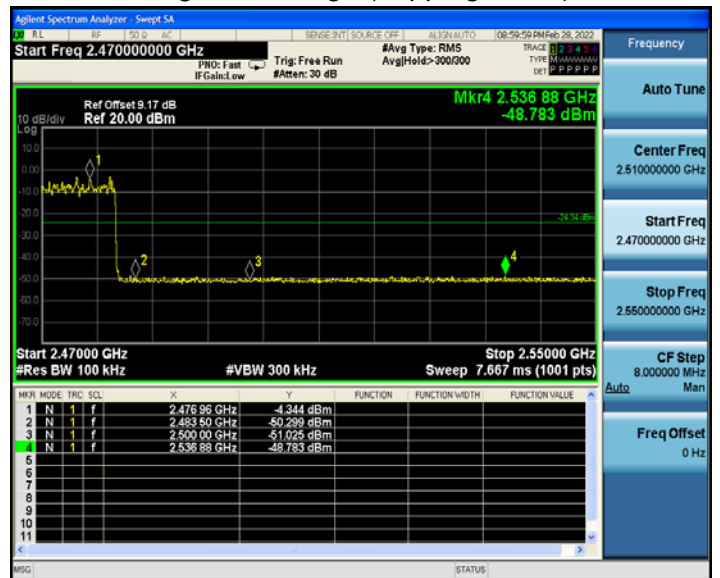 Agilent Spectrum Analyzer - Swept SA
RL RF 50 Ω AC SENSE:INT SOURCE OFF ALIGN AUTO 08:59:59 PM Feb 28, 2022
Start Freq 2.470000000 GHz
PNO: Fast
IFGain:Low
Trig: Free Run
#Atten: 30 dB
#Avg Type: RMS
Avg|Hold:>300/300
TRACE 1 2 3 4 5 6
TYPE M
DET P P P P P P
Ref Offset 9.17 dB
10 dB/div Ref 20.00 dBm
Log
Mkr4 2.536 88 GHz
-48.783 dBm
10.0
0.00
-10.0
-20.0
-30.0
-40.0
-50.0
-60.0
-70.0
1
2
3
4
-24.34 dBm
Start 2.47000 GHz Stop 2.55000 GHz
#Res BW 100 kHz #VBW 300 kHz Sweep 7.667 ms (1001 pts)
MKR MODE TRC SCL X Y FUNCTION FUNCTION WIDTH FUNCTION VALUE
1 N 1 f 2.476 96 GHz -4.344 dBm
2 N 1 f 2.483 50 GHz -50.299 dBm
3 N 1 f 2.500 00 GHz -51.025 dBm
4 N 1 f 2.536 88 GHz -48.783 dBm
5
6
7
8
9
10
11
MSG STATUS
Frequency
Auto Tune
Center Freq
2.510000000 GHz
Start Freq
2.470000000 GHz
Stop Freq
2.550000000 GHz
CF Step
8.000000 MHz
Auto Man
Freq Offset
0 Hz